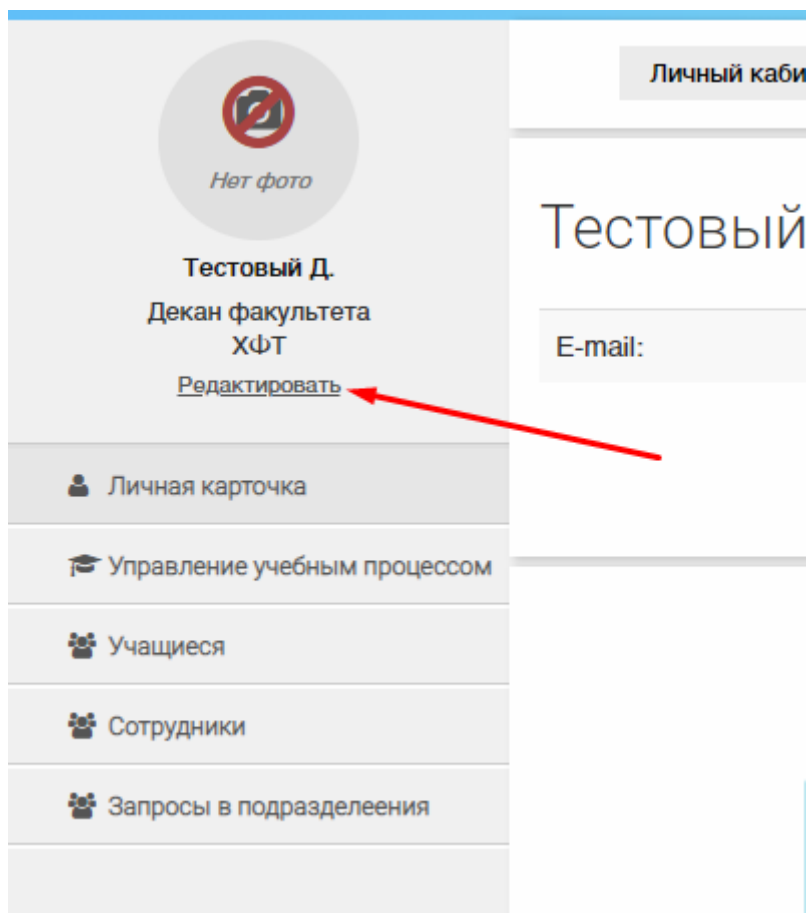 Личный
Нет фото
Тестовый
Тестовый Д.
Декан факультета
ХФТ
E-mail:
Редактировать
Личная карточка
Управление учебным процессом
Учащиеся
Сотрудники
Запросы в подразделеения